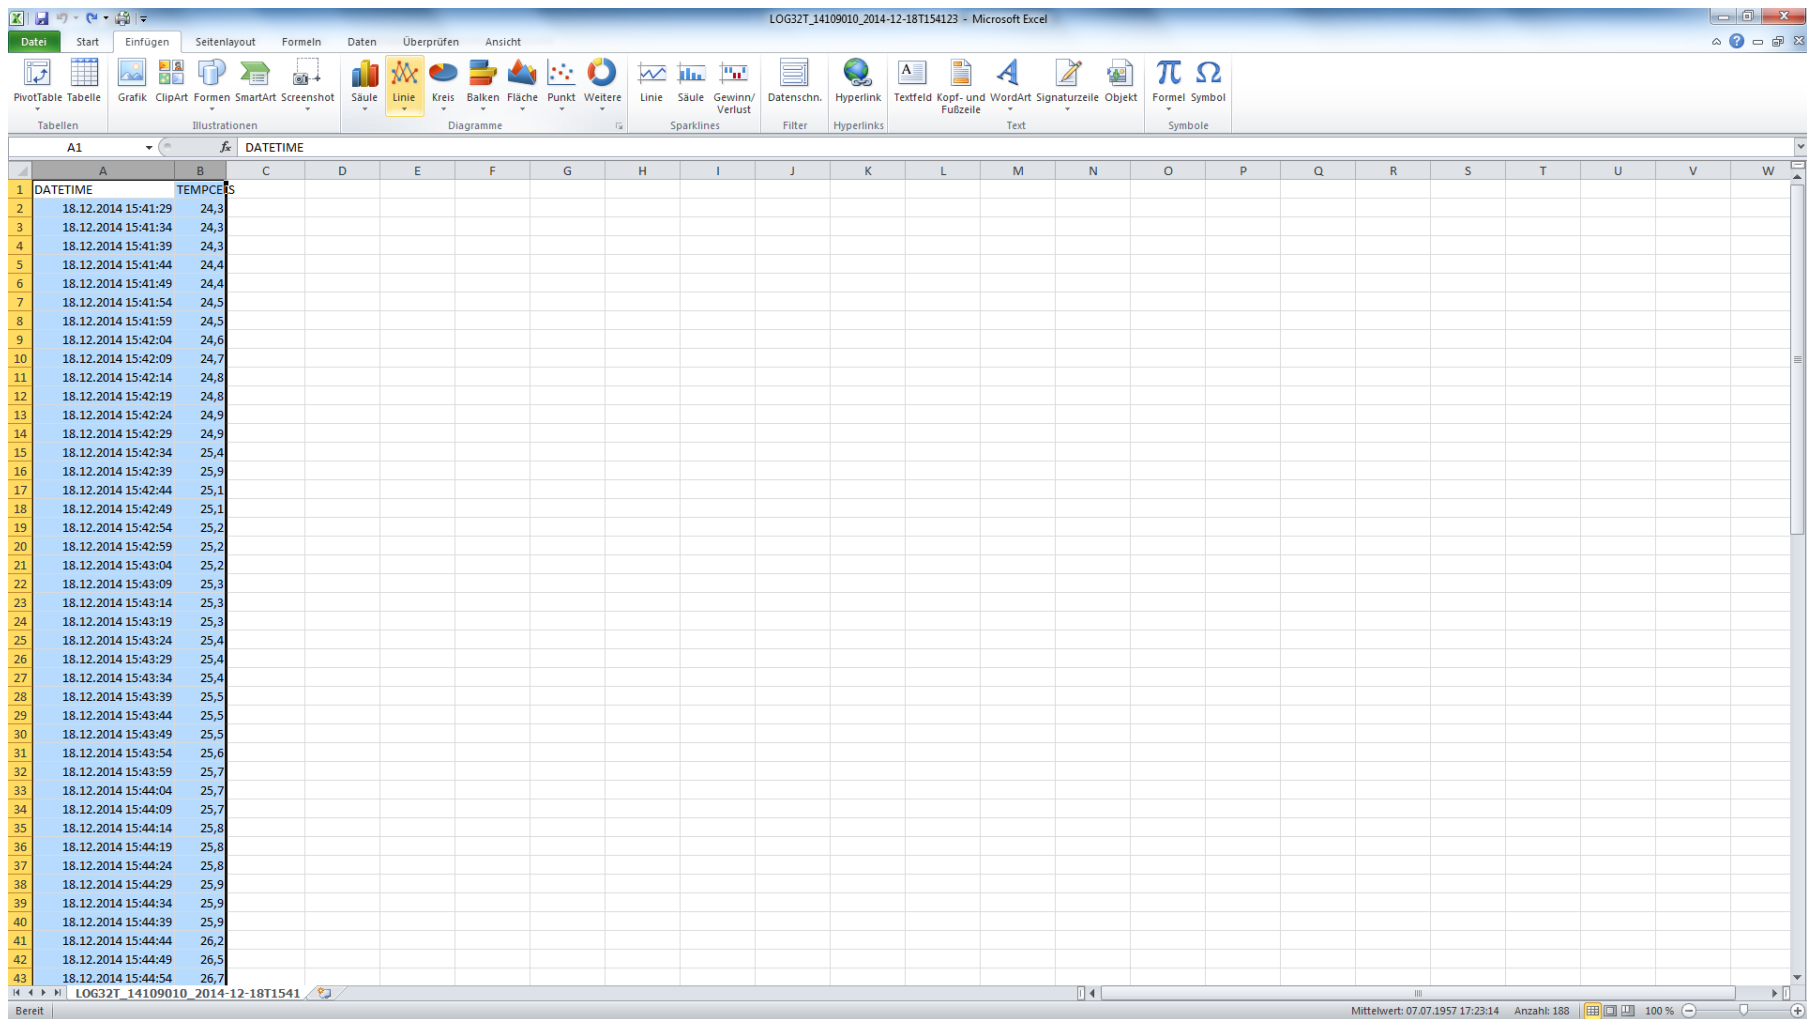 LOG32T_14109010_2014-12-18T154123 - Microsoft Excel
Datei Start Einfügen Seitenlayout Formeln Daten Überprüfen Ansicht
PivotTable Tabelle Grafik ClipArt Formen SmartArt Screenshot Säule Linie Kreis Balken Fläche Punkt Weitere Linie Säule Gewinn/ Verlust Datenschn. Hyperlink Textfeld Kopf- und Fußzeile WordArt Signaturzeile Objekt Formel Symbol
Tabellen Illustrationen Diagramme Sparklines Filter Hyperlinks Text Symbole
A1 fx DATETIME
A B C D E F G H I J K L M N O P Q R S T U V W
1 DATETIME TEMPCELS
2 18.12.2014 15:41:29 24,3
3 18.12.2014 15:41:34 24,3
4 18.12.2014 15:41:39 24,3
5 18.12.2014 15:41:44 24,4
6 18.12.2014 15:41:49 24,4
7 18.12.2014 15:41:54 24,5
8 18.12.2014 15:41:59 24,5
9 18.12.2014 15:42:04 24,6
10 18.12.2014 15:42:09 24,7
11 18.12.2014 15:42:14 24,8
12 18.12.2014 15:42:19 24,8
13 18.12.2014 15:42:24 24,9
14 18.12.2014 15:42:29 24,9
15 18.12.2014 15:42:34 25,4
16 18.12.2014 15:42:39 25,9
17 18.12.2014 15:42:44 25,1
18 18.12.2014 15:42:49 25,1
19 18.12.2014 15:42:54 25,2
20 18.12.2014 15:42:59 25,2
21 18.12.2014 15:43:04 25,2
22 18.12.2014 15:43:09 25,3
23 18.12.2014 15:43:14 25,3
24 18.12.2014 15:43:19 25,3
25 18.12.2014 15:43:24 25,4
26 18.12.2014 15:43:29 25,4
27 18.12.2014 15:43:34 25,4
28 18.12.2014 15:43:39 25,5
29 18.12.2014 15:43:44 25,5
30 18.12.2014 15:43:49 25,5
31 18.12.2014 15:43:54 25,6
32 18.12.2014 15:43:59 25,7
33 18.12.2014 15:44:04 25,7
34 18.12.2014 15:44:09 25,7
35 18.12.2014 15:44:14 25,8
36 18.12.2014 15:44:19 25,8
37 18.12.2014 15:44:24 25,8
38 18.12.2014 15:44:29 25,9
39 18.12.2014 15:44:34 25,9
40 18.12.2014 15:44:39 25,9
41 18.12.2014 15:44:44 26,2
42 18.12.2014 15:44:49 26,5
43 18.12.2014 15:44:54 26,7
LOG32T_14109010_2014-12-18T1541
Bereit Mittelwert: 07.07.1957 17:23:14 Anzahl: 188 100 %